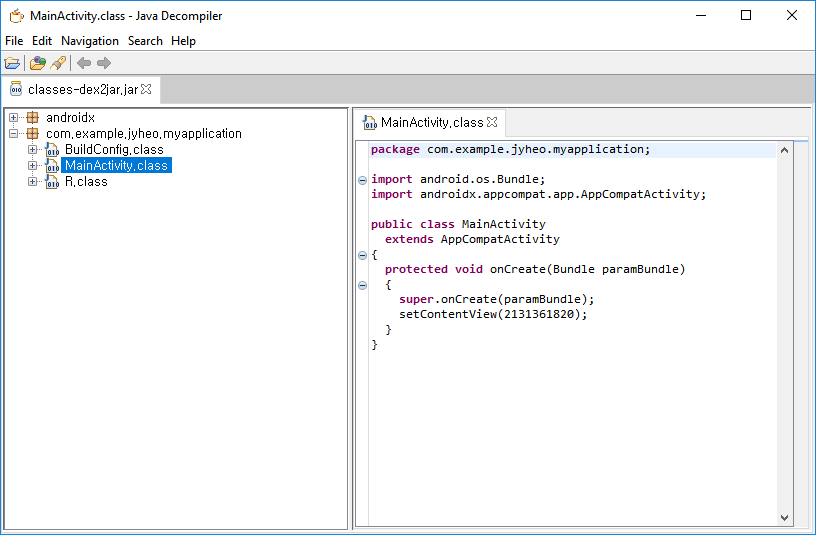 MainActivity.class - Java Decompiler
File Edit Navigation Search Help
classes-dex2jar.jar
androidx
com.example.jyheo.myapplication
BuildConfig.class
MainActivity.class
R.class
MainActivity.class
package com.example.jyheo.myapplication;
import android.os.Bundle;
import androidx.appcompat.app.AppCompatActivity;
public class MainActivity
extends AppCompatActivity
{
protected void onCreate(Bundle paramBundle)
{
super.onCreate(paramBundle);
setContentView(2131361820);
}
}